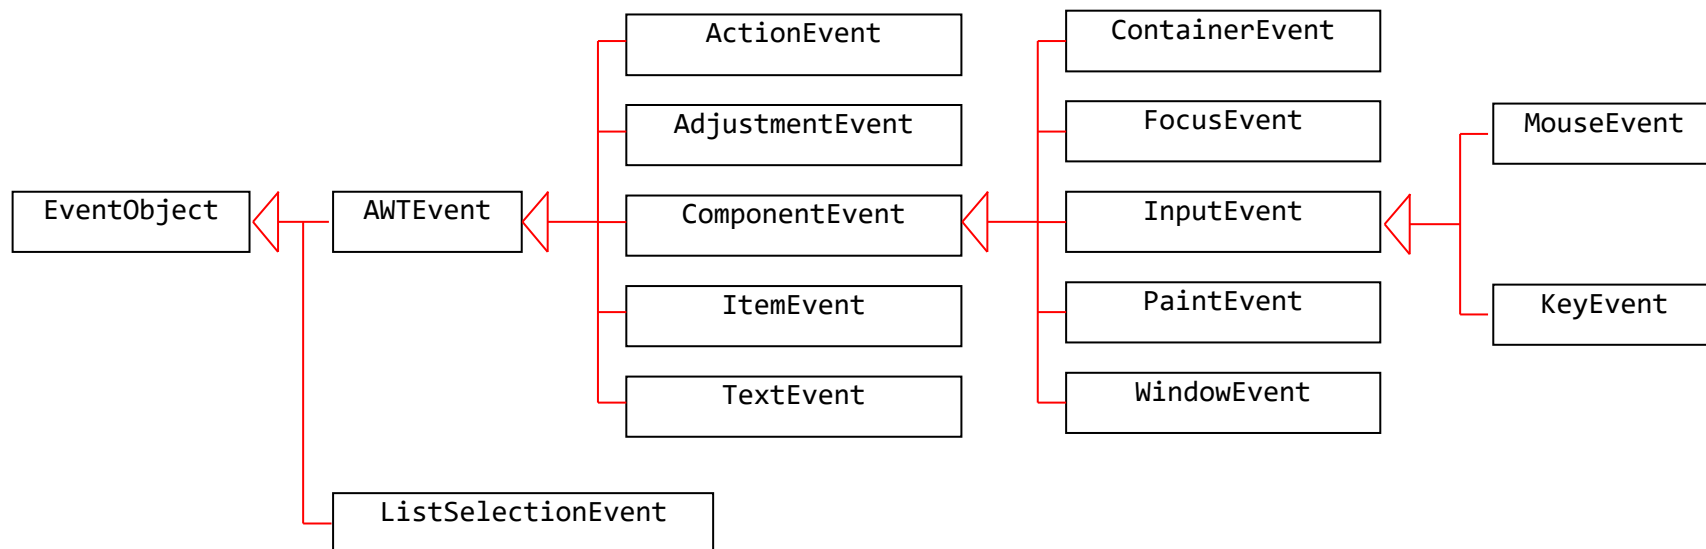 EventObject
AWTEvent
ListSelectionEvent
ActionEvent
AdjustmentEvent
ComponentEvent
ItemEvent
TextEvent
ContainerEvent
FocusEvent
InputEvent
PaintEvent
WindowEvent
MouseEvent
KeyEvent